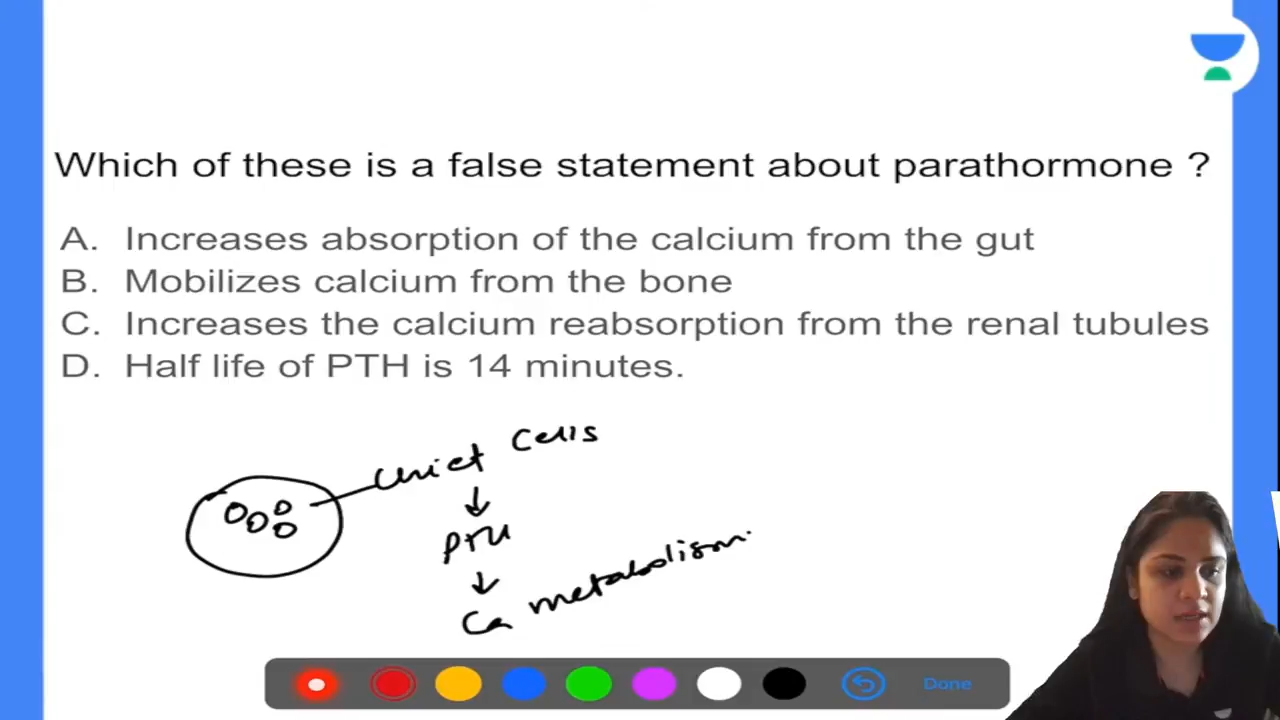 Which of these is a false statement about parathormone ?
A. Increases absorption of the calcium from the gut
B. Mobilizes calcium from the bone
C. Increases the calcium reabsorption from the renal tubules
D. Half life of PTH is 14 minutes.
Chief Cells
PTH
Ca metabolism
Done